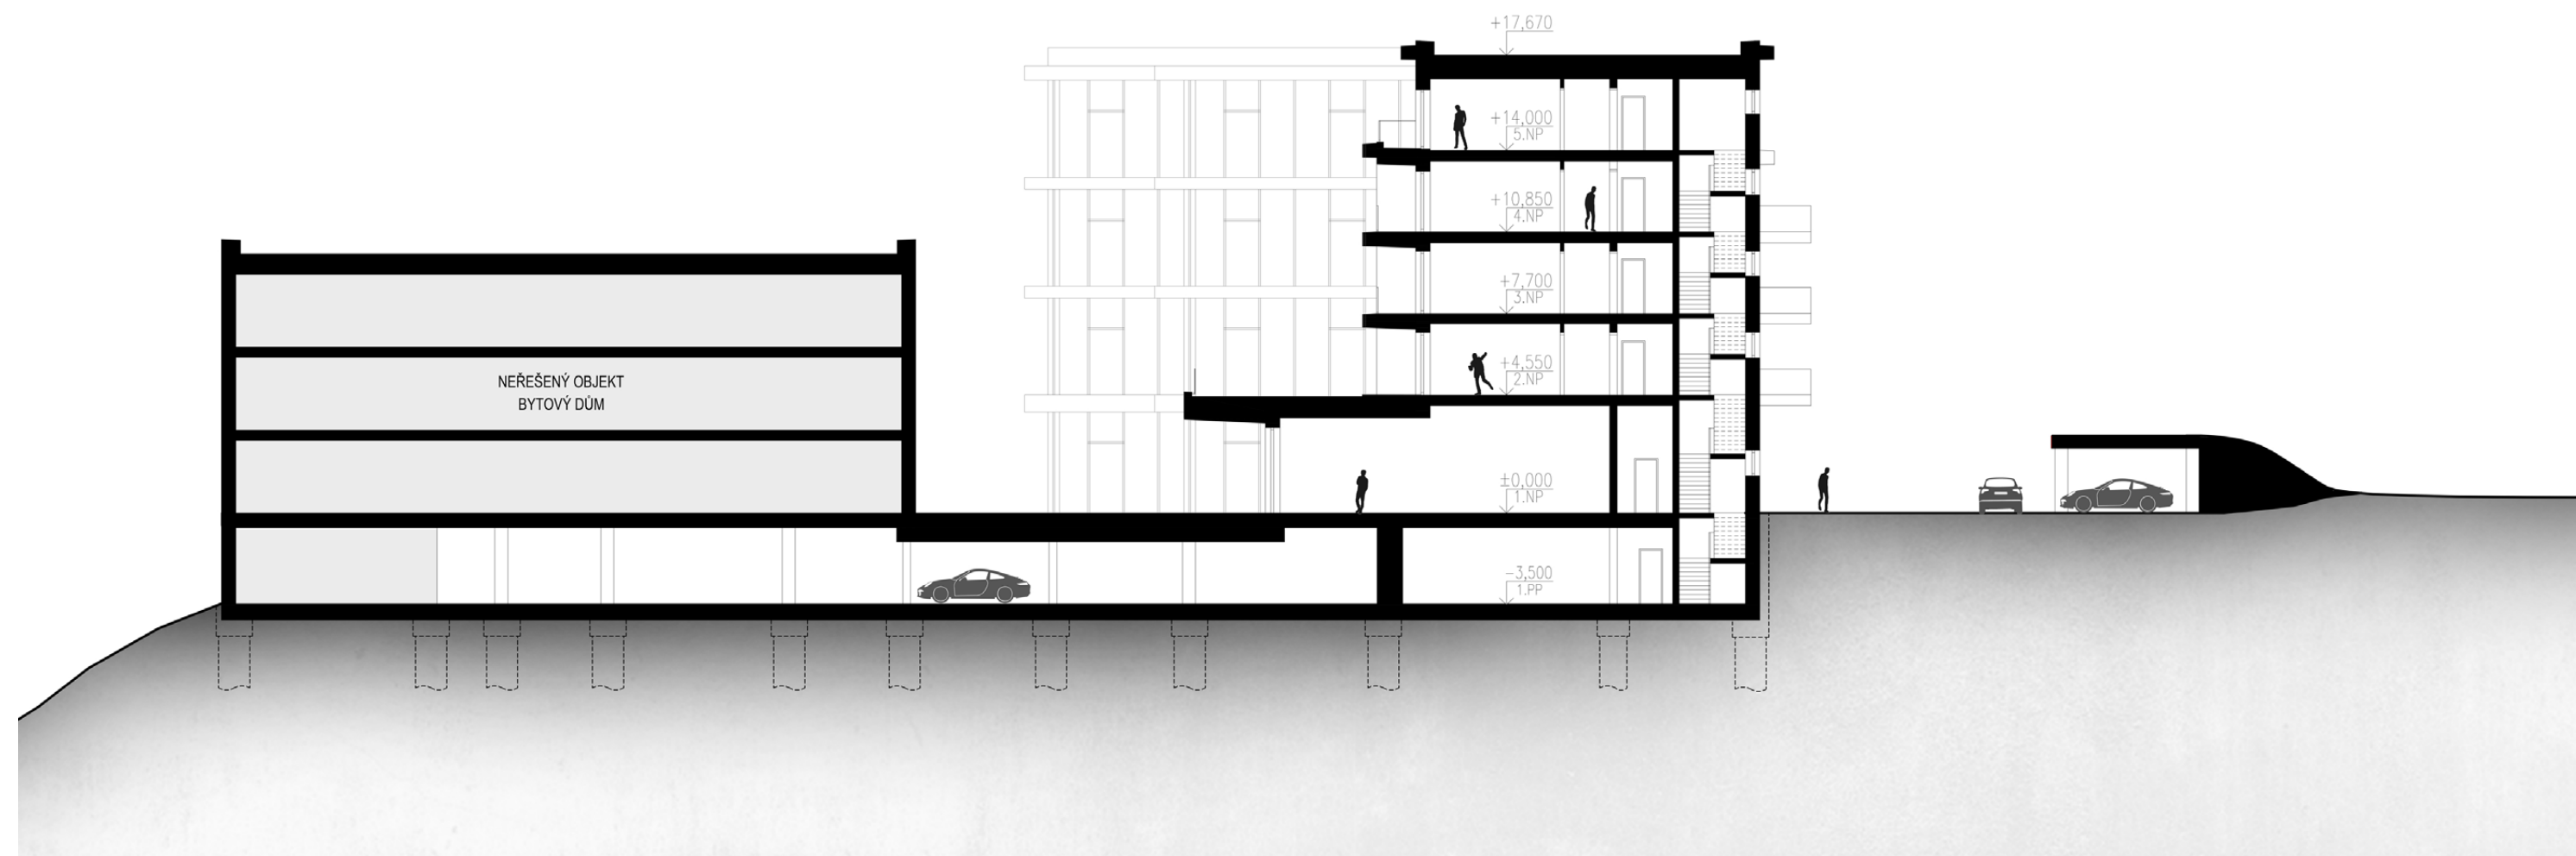 +17,670
+14,000
5.NP
+10,850
4.NP
+7,700
3.NP
NEŘEŠENÝ OBJEKT
BYTOVÝ DŮM
+4,550
2.NP
±0,000
1.NP
-3,500
1.PP